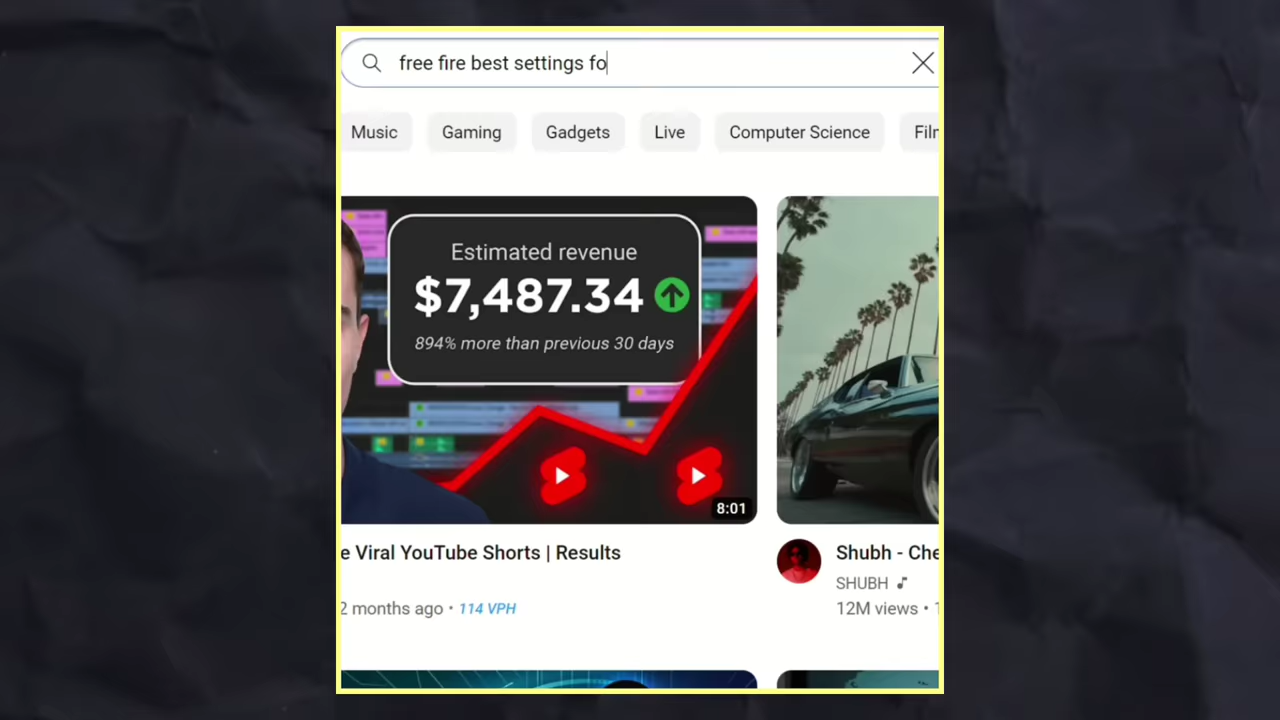 free fire best settings fo
Music Gaming Gadgets Live Computer Science Film
Estimated revenue
$7,487.34
894% more than previous 30 days
8:01
e Viral YouTube Shorts | Results
2 months ago • 114 VPH
Shubh - Che
SHUBH
12M views • 1